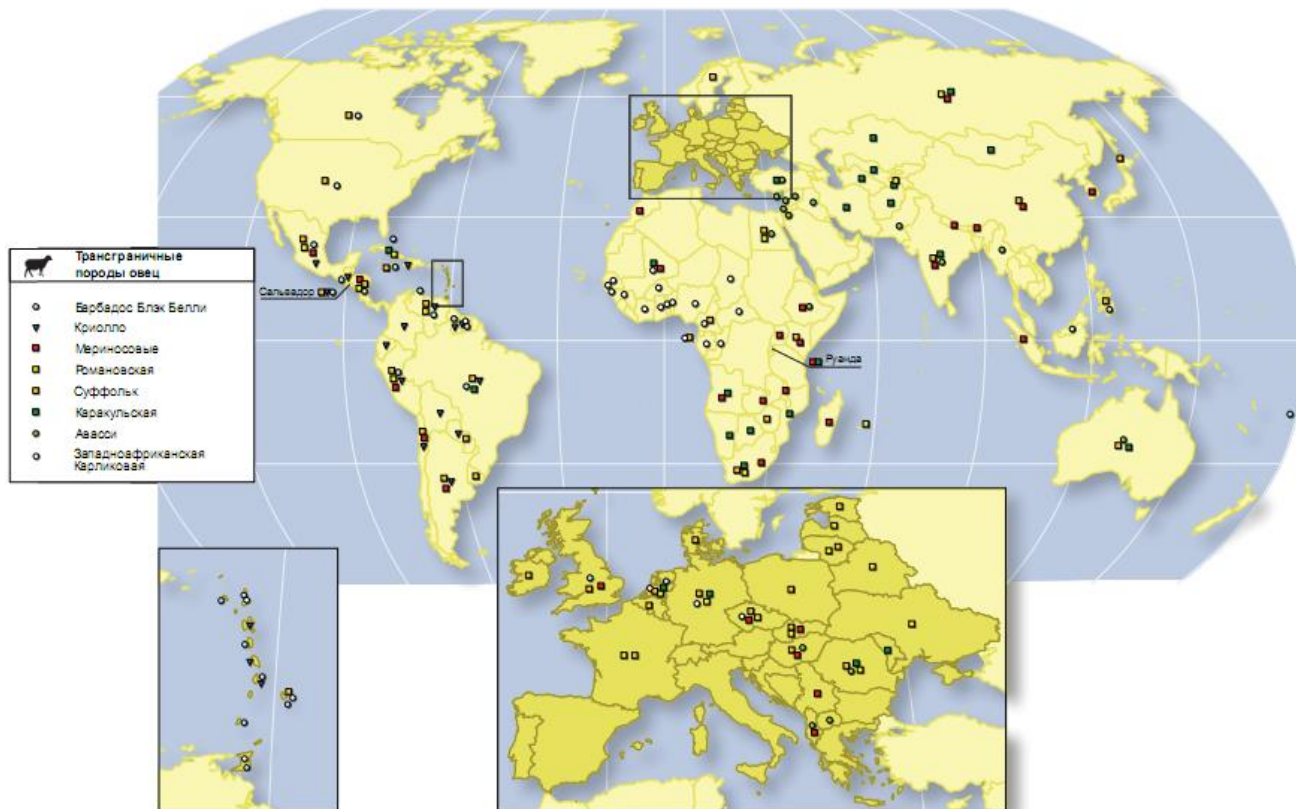 Трансграничные
породы овец
Барбадос Блэк Белли
Криолло
Мериносовые
Романовская
Суффольк
Каракульская
Авасси
Западноафриканская
Карликовая
Сальвадор
Руанда